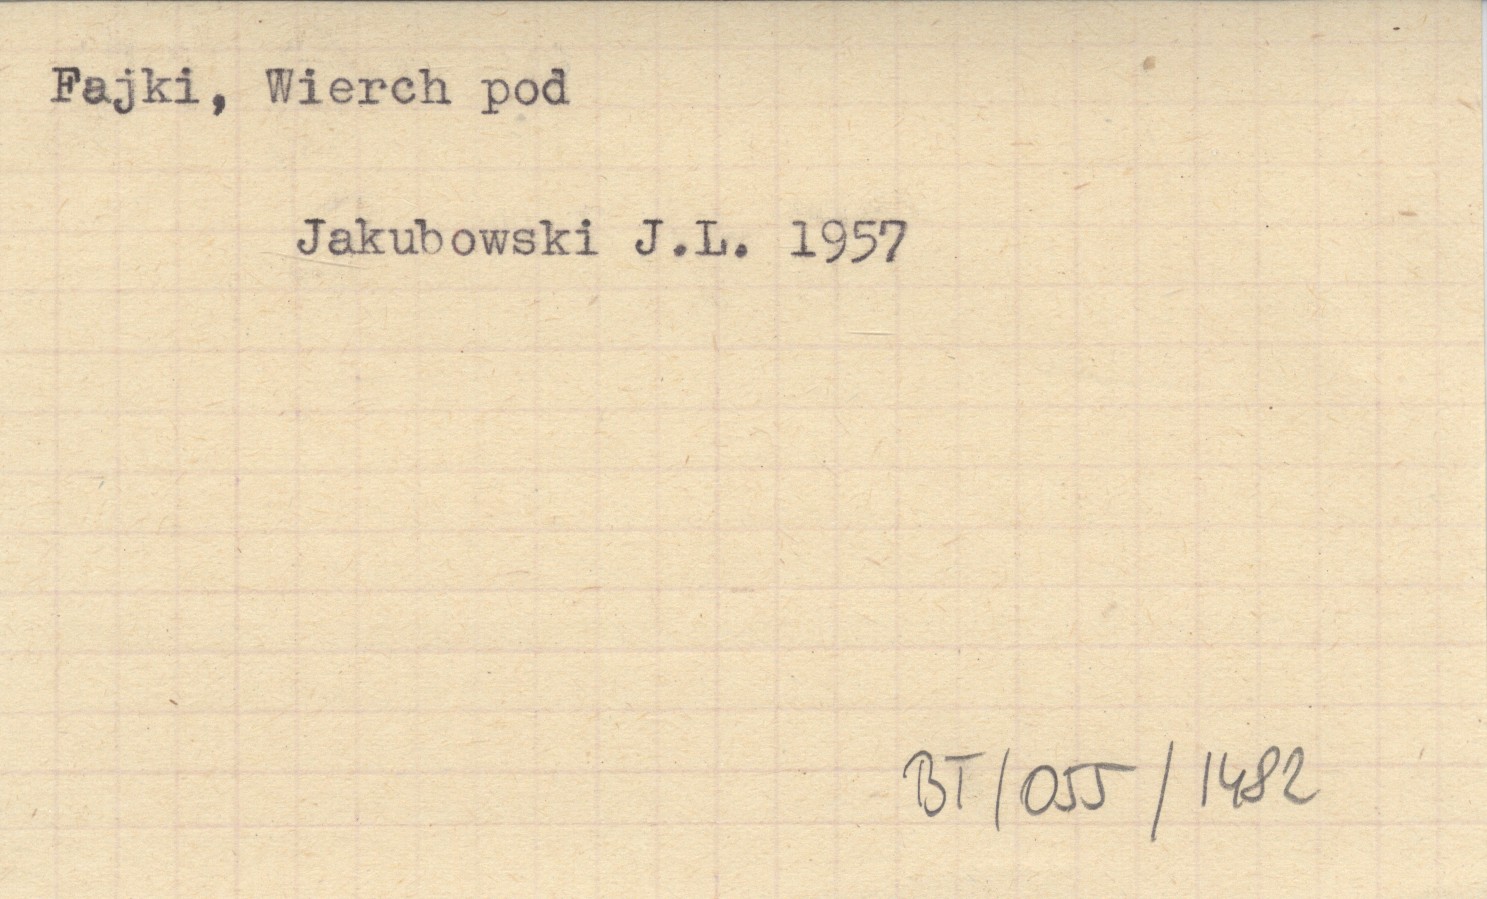 Fajki, Wierch pod
Jakubowski J.L. 1957
BT/055/1482